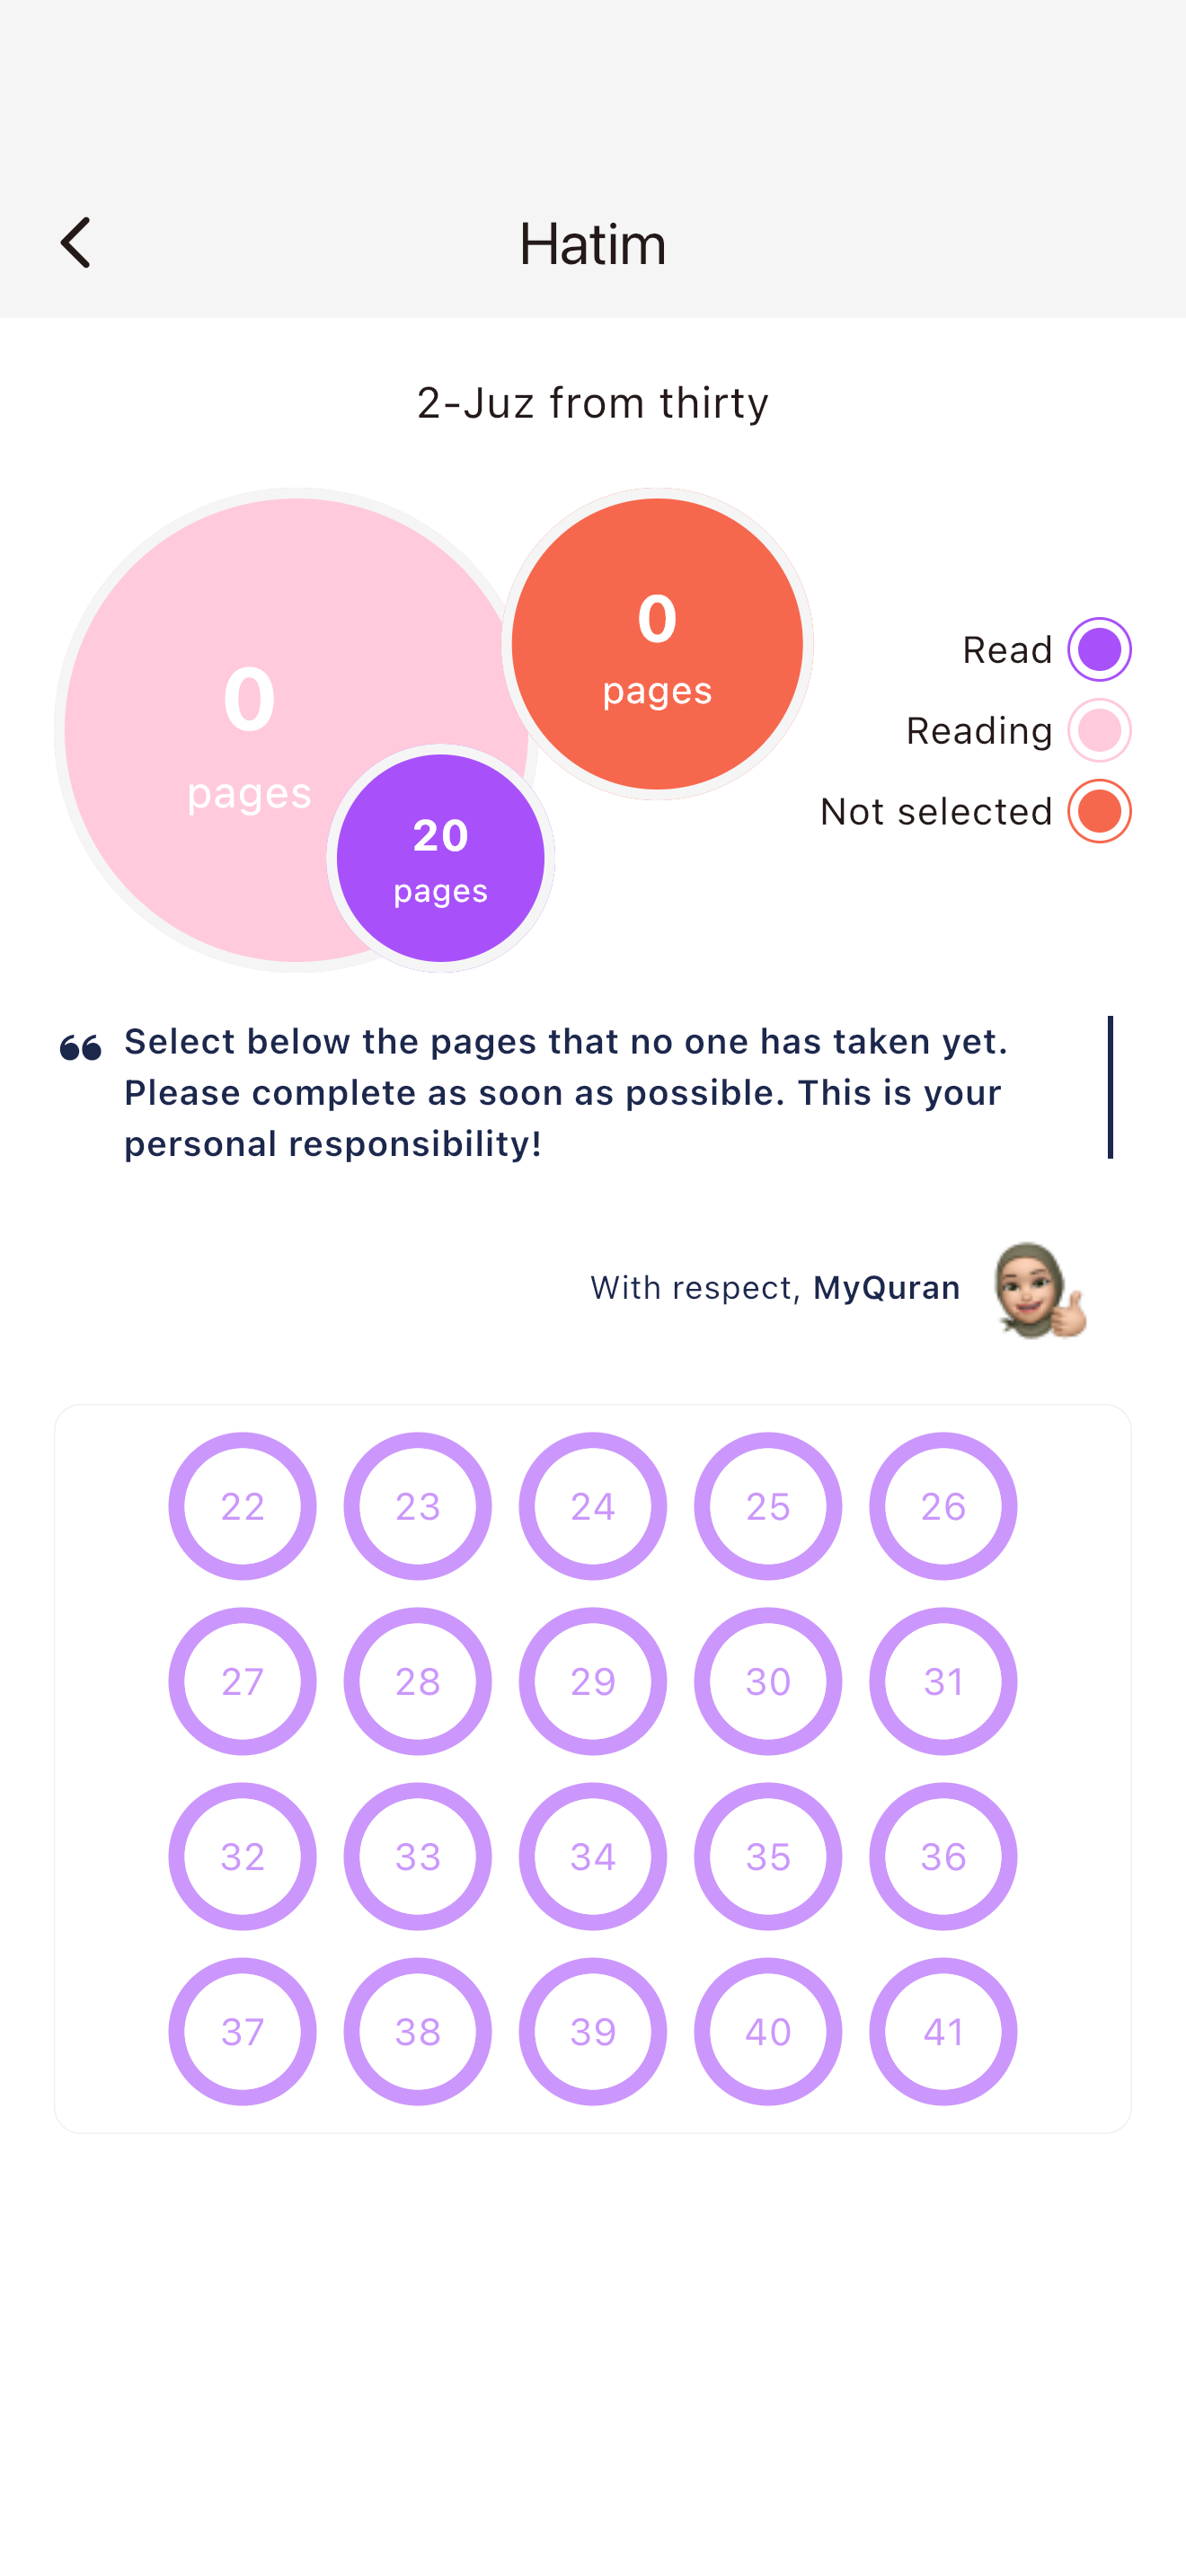 Hatim
2-Juz from thirty
0
pages
0
pages
20
pages
Read
Reading
Not selected
Select below the pages that no one has taken yet.
Please complete as soon as possible. This is your
personal responsibility!
With respect, MyQuran
22 23 24 25 26
27 28 29 30 31
32 33 34 35 36
37 38 39 40 41